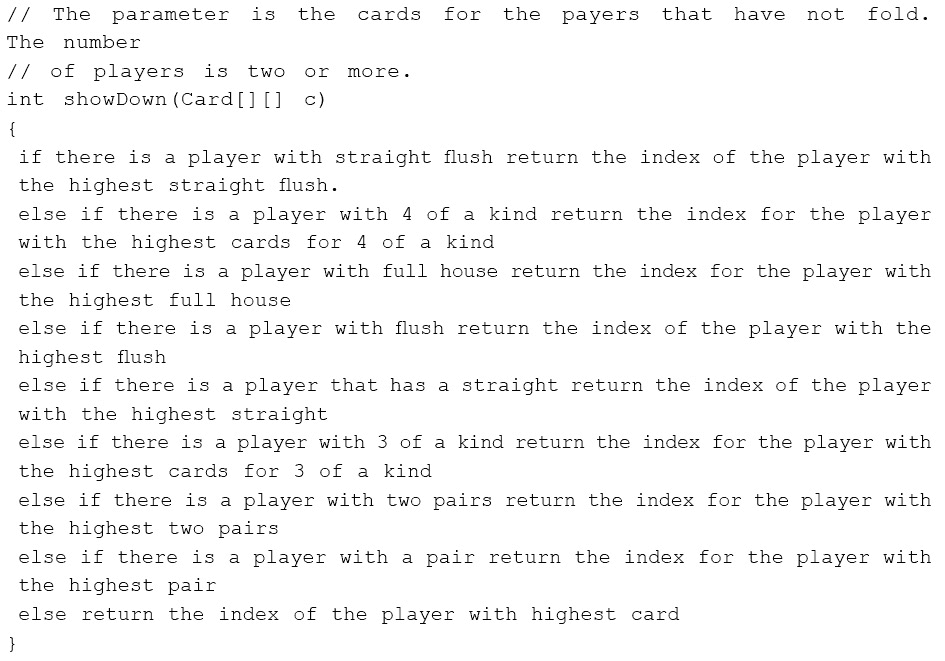 // The parameter is the cards for the payers that have not fold.
The number
// of players is two or more.
int showDown(Card[][] c)
{
if there is a player with straight flush return the index of the player with
the highest straight flush.
else if there is a player with 4 of a kind return the index for the player
with the highest cards for 4 of a kind
else if there is a player with full house return the index for the player with
the highest full house
else if there is a player with flush return the index of the player with the
highest flush
else if there is a player that has a straight return the index of the player
with the highest straight
else if there is a player with 3 of a kind return the index for the player with
the highest cards for 3 of a kind
else if there is a player with two pairs return the index for the player with
the highest two pairs
else if there is a player with a pair return the index for the player with
the highest pair
else return the index of the player with highest card
}